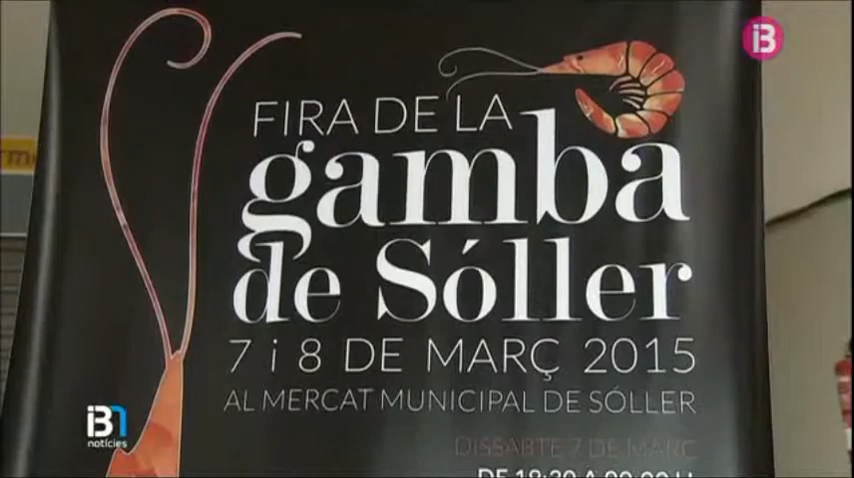 FIRA DE LA
gamba
de Sóller
7 i 8 DE MARÇ 2015
AL MERCAT MUNICIPAL DE SÓLLER
DISSABTE 7 DE MARÇ
IB
notícies